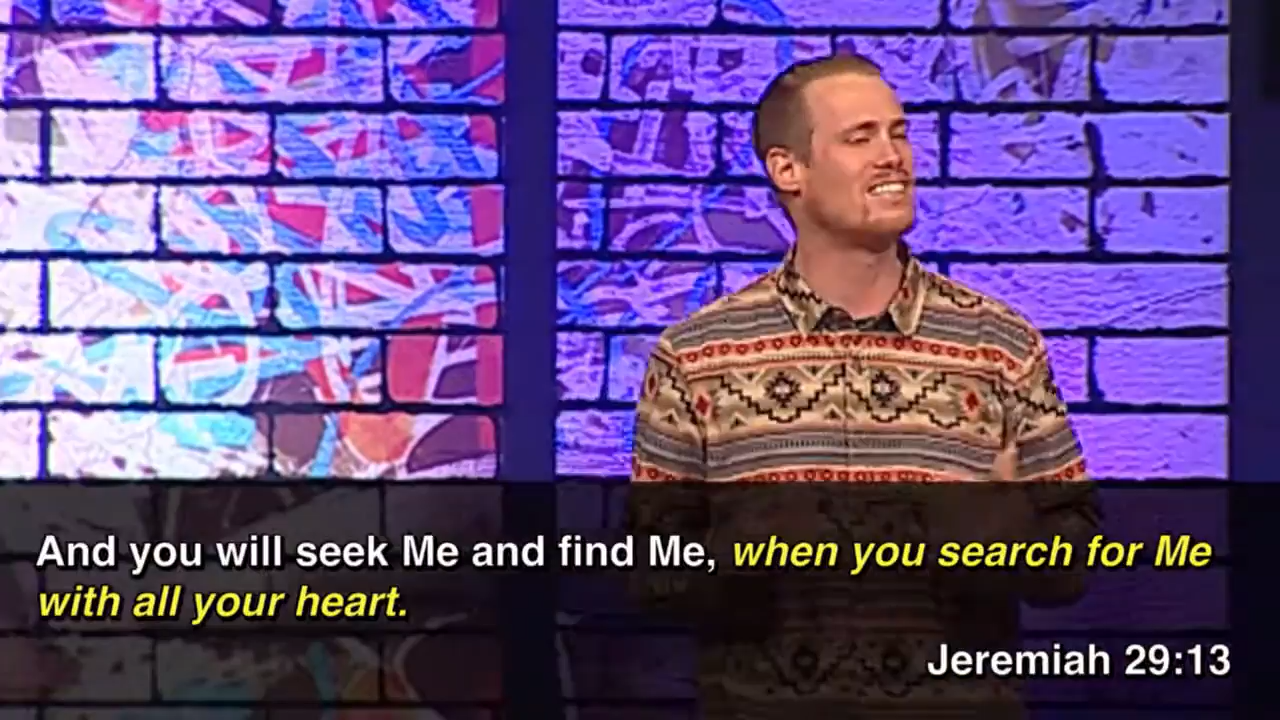 And you will seek Me and find Me, when you search for Me
with all your heart.
Jeremiah 29:13